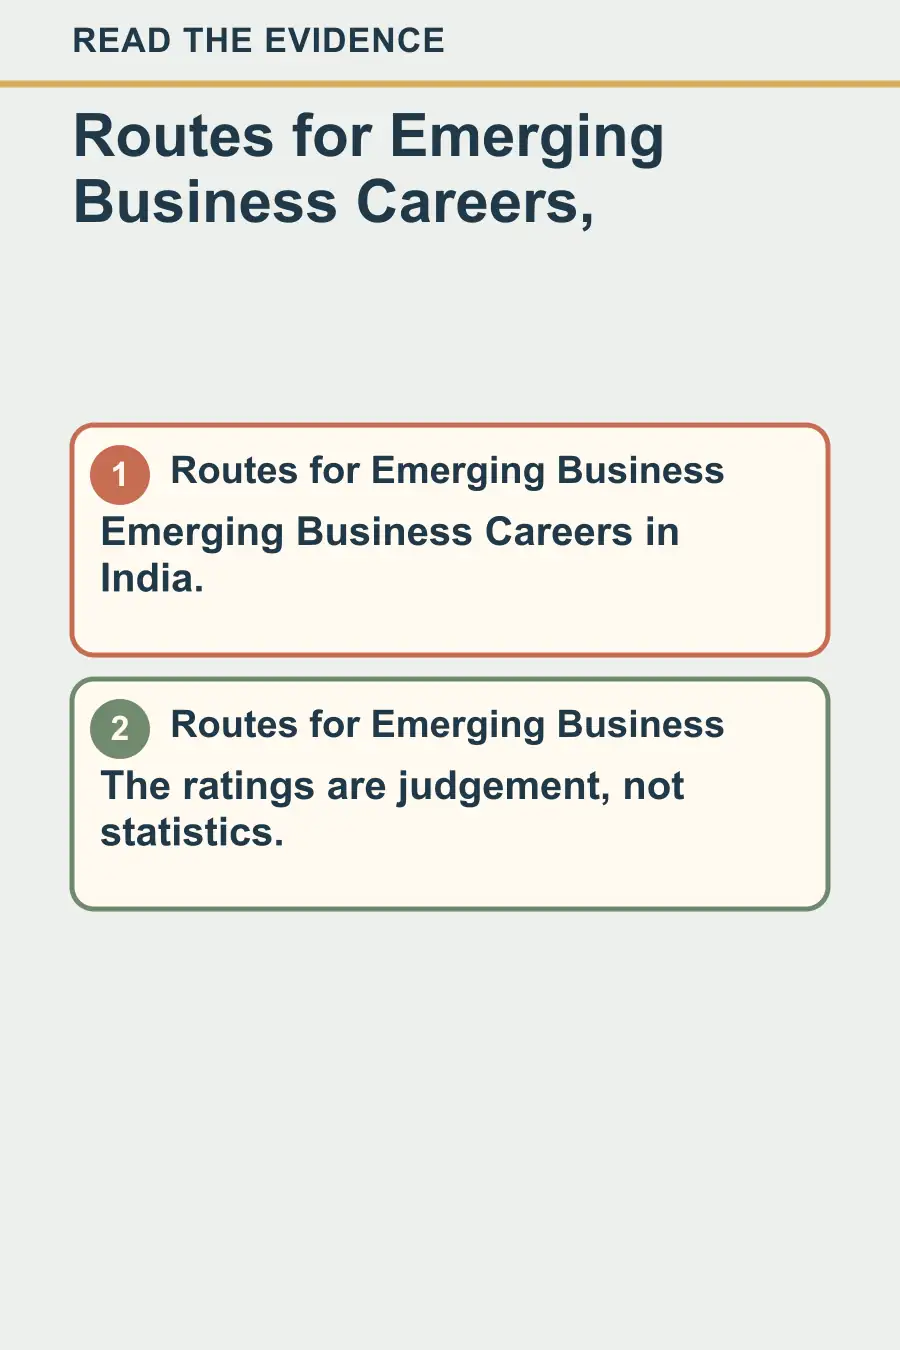 READ THE EVIDENCE
Routes for Emerging
Business Careers,
1
Routes for Emerging Business
Emerging Business Careers in
India.
2
Routes for Emerging Business
The ratings are judgement, not
statistics.